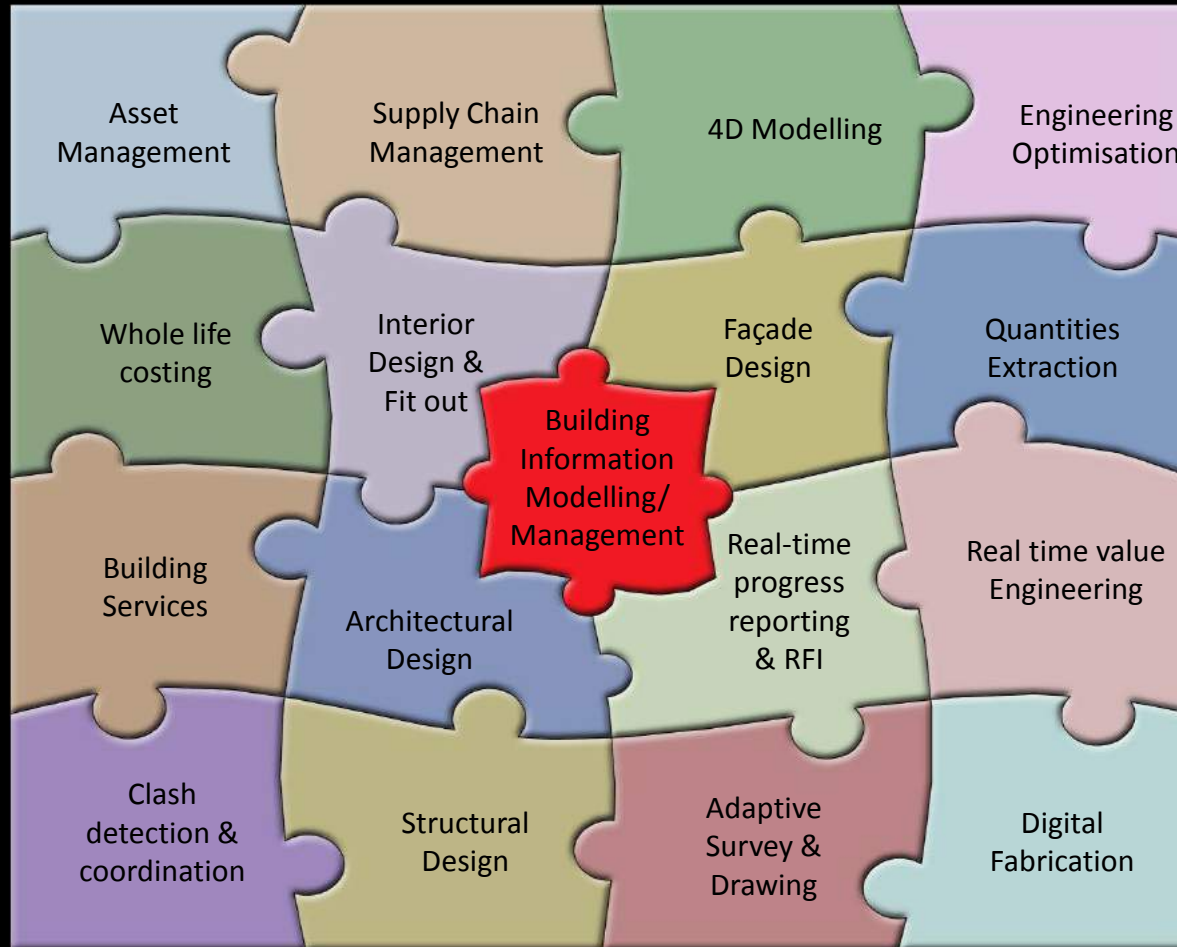 Asset
Management
Supply Chain
Management
4D Modelling
Engineering
Optimisation
Whole life
costing
Interior
Design &
Fit out
Façade
Design
Quantities
Extraction
Building
Information
Modelling/
Management
Building
Services
Architectural
Design
Real-time
progress
reporting
& RFI
Real time value
Engineering
Clash
detection &
coordination
Structural
Design
Adaptive
Survey &
Drawing
Digital
Fabrication